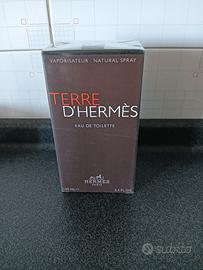 VAPORISATEUR · NATURAL SPRAY
TERRE
D'HERMÈS
EAU DE TOILETTE
HERMÈS
PARIS
subito